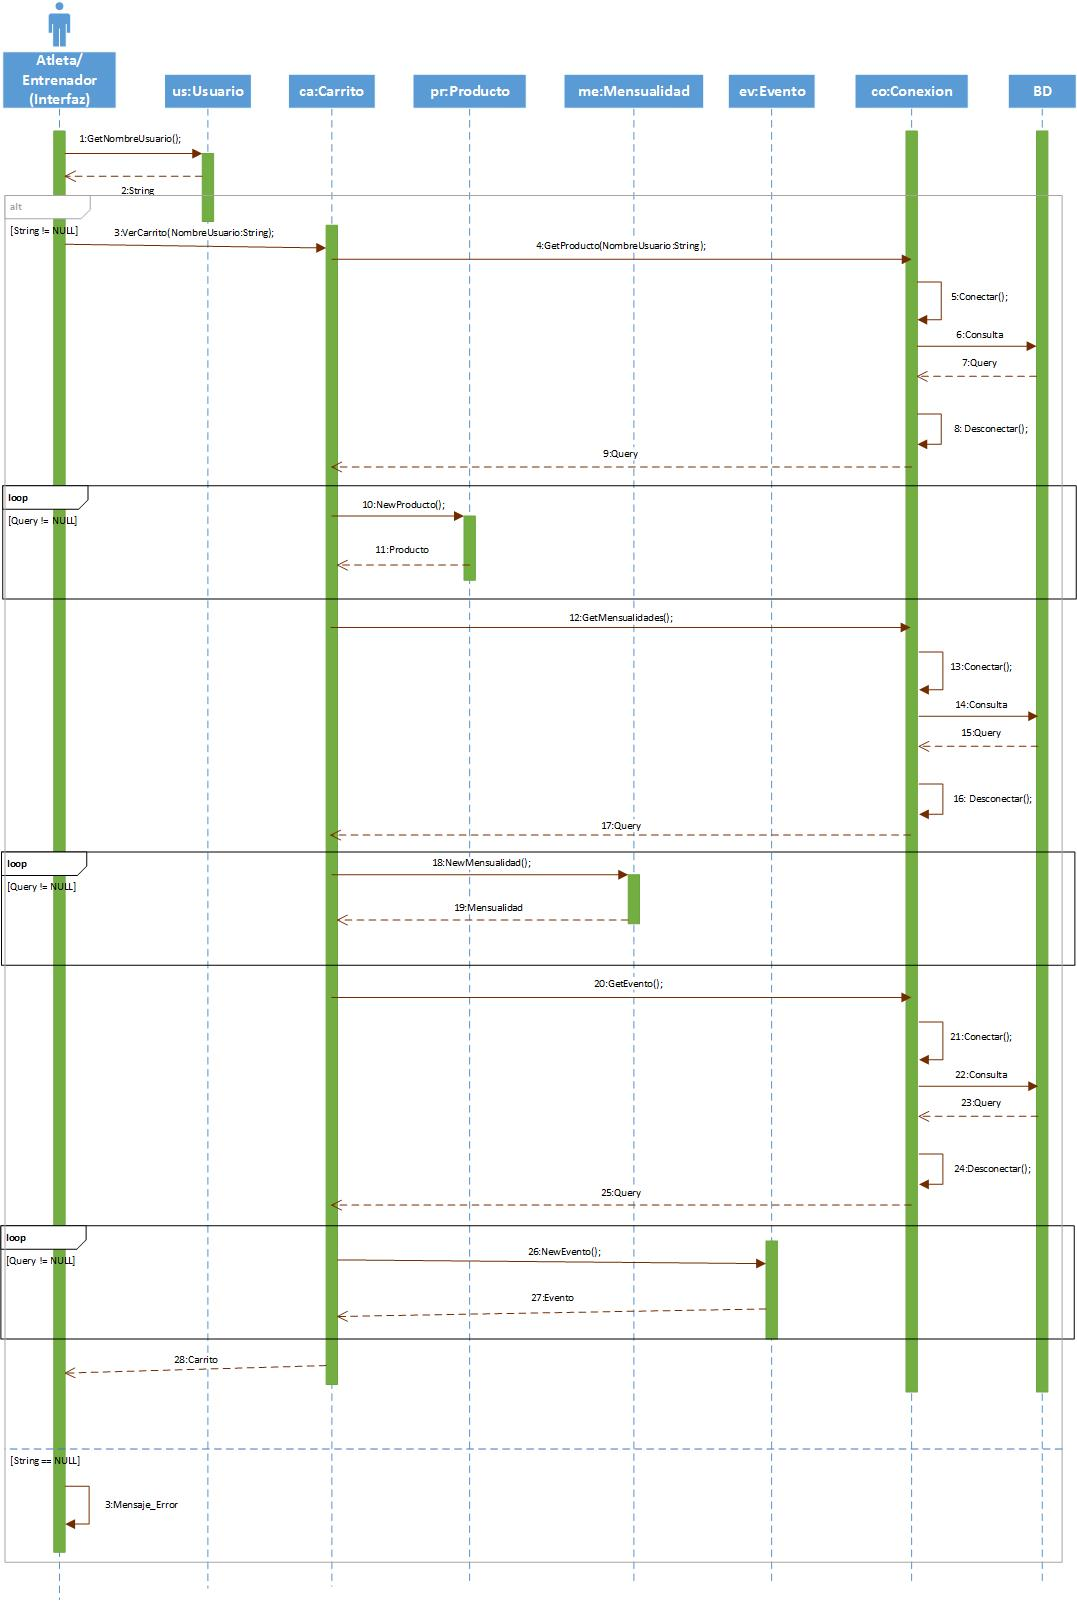 Atleta/
Entrenador
(Interfaz)
us:Usuario
ca:Carrito
pr:Producto
me:Mensualidad
ev:Evento
co:Conexion
BD
1:GetNombreUsuario();
2:String
alt
[String != NULL]
3:VerCarrito(NombreUsuario:String);
4:GetProducto(NombreUsuario:String);
5:Conectar();
6:Consulta
7:Query
8: Desconectar();
9:Query
loop
[Query != NULL]
10:NewProducto();
11:Producto
12:GetMensualidades();
13:Conectar();
14:Consulta
15:Query
16: Desconectar();
17:Query
loop
[Query != NULL]
18:NewMensualidad();
19:Mensualidad
20:GetEvento();
21:Conectar();
22:Consulta
23:Query
24:Desconectar();
25:Query
loop
[Query != NULL]
26:NewEvento();
27:Evento
28:Carrito
[String == NULL]
3:Mensaje_Error